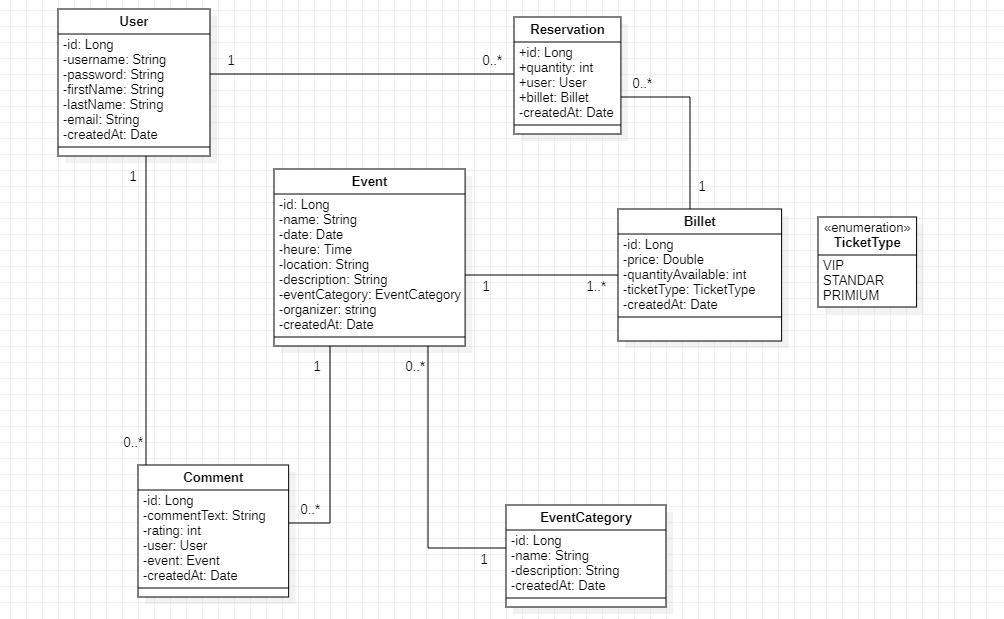 User
-id: Long
-username: String
-password: String
-firstName: String
-lastName: String
-email: String
-createdAt: Date
1
0..*
Reservation
+id: Long
+quantity: int
+user: User
+billet: Billet
-createdAt: Date
0..*
1
1
Event
-id: Long
-name: String
-date: Date
-heure: Time
-location: String
-description: String
-eventCategory: EventCategory
-organizer: string
-createdAt: Date
1
1..*
Billet
-id: Long
-price: Double
-quantityAvailable: int
-ticketType: TicketType
-createdAt: Date
«enumeration»
TicketType
VIP
STANDAR
PRIMIUM
1
0..*
0..*
Comment
-id: Long
-commentText: String
-rating: int
-user: User
-event: Event
-createdAt: Date
0..*
1
EventCategory
-id: Long
-name: String
-description: String
-createdAt: Date